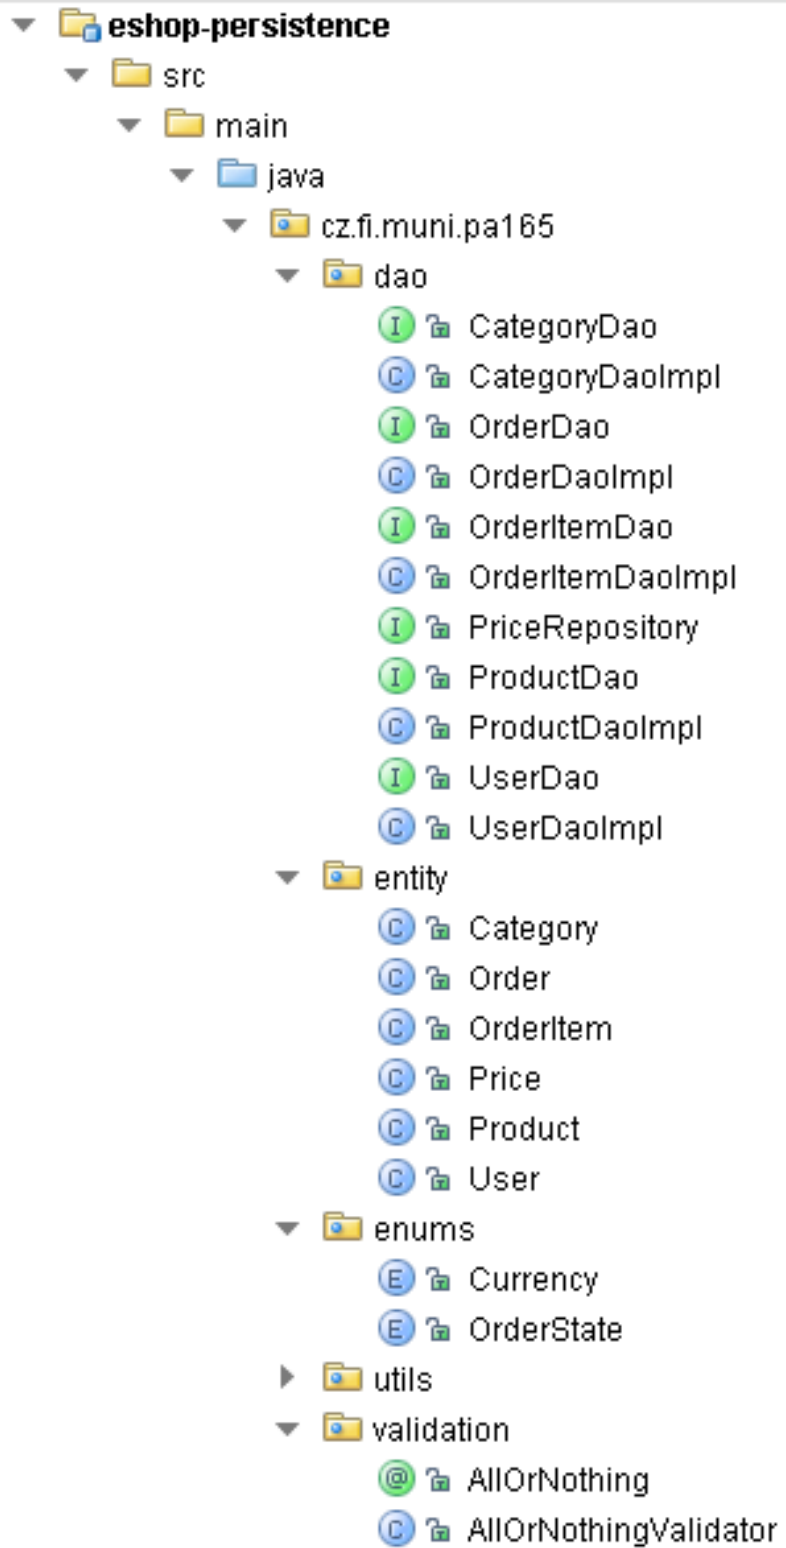 eshop-persistence
src
main
java
cz.fi.muni.pa165
dao
I CategoryDao
C CategoryDaoImpl
I OrderDao
C OrderDaoImpl
I OrderItemDao
C OrderItemDaoImpl
I PriceRepository
I ProductDao
C ProductDaoImpl
I UserDao
C UserDaoImpl
entity
C Category
C Order
C OrderItem
C Price
C Product
C User
enums
E Currency
E OrderState
utils
validation
@ AllOrNothing
C AllOrNothingValidator